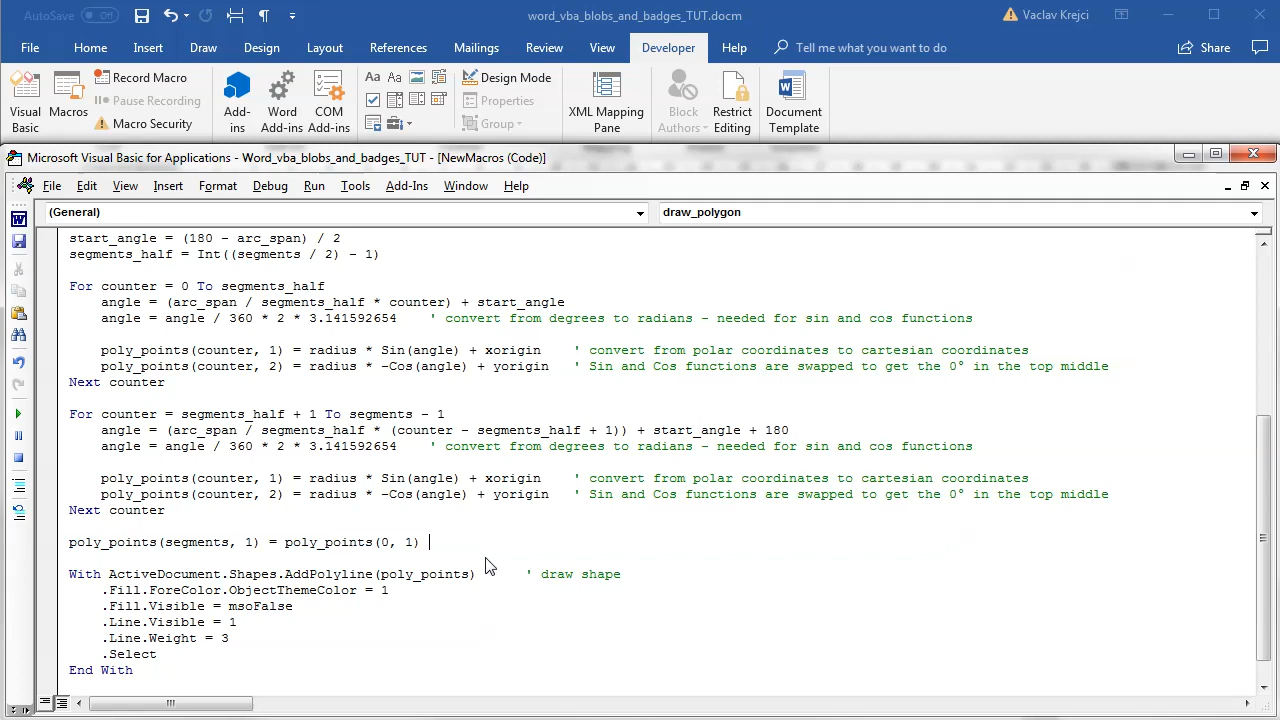 AutoSave Off
word_vba_blobs_and_badges_TUT.docm
Vaclav Krejci
File Home Insert Draw Design Layout References Mailings Review View Developer Help Tell me what you want to do Share
Visual Basic
Macros
Record Macro
Pause Recording
Macro Security
Add-ins
Word Add-ins
COM Add-ins
Aa Aa
Design Mode
Properties
Group
XML Mapping Pane
Block Authors
Restrict Editing
Document Template
Microsoft Visual Basic for Applications - Word_vba_blobs_and_badges_TUT - [NewMacros (Code)]
File Edit View Insert Format Debug Run Tools Add-Ins Window Help
(General) draw_polygon
start_angle = (180 - arc_span) / 2
segments_half = Int((segments / 2) - 1)
For counter = 0 To segments_half
angle = (arc_span / segments_half * counter) + start_angle
angle = angle / 360 * 2 * 3.141592654 ' convert from degrees to radians - needed for sin and cos functions
poly_points(counter, 1) = radius * Sin(angle) + xorigin ' convert from polar coordinates to cartesian coordinates
poly_points(counter, 2) = radius * -Cos(angle) + yorigin ' Sin and Cos functions are swapped to get the 0° in the top middle
Next counter
For counter = segments_half + 1 To segments - 1
angle = (arc_span / segments_half * (counter - segments_half + 1)) + start_angle + 180
angle = angle / 360 * 2 * 3.141592654 ' convert from degrees to radians - needed for sin and cos functions
poly_points(counter, 1) = radius * Sin(angle) + xorigin ' convert from polar coordinates to cartesian coordinates
poly_points(counter, 2) = radius * -Cos(angle) + yorigin ' Sin and Cos functions are swapped to get the 0° in the top middle
Next counter
poly_points(segments, 1) = poly_points(0, 1)
With ActiveDocument.Shapes.AddPolyline(poly_points) ' draw shape
.Fill.ForeColor.ObjectThemeColor = 1
.Fill.Visible = msoFalse
.Line.Visible = 1
.Line.Weight = 3
.Select
End With